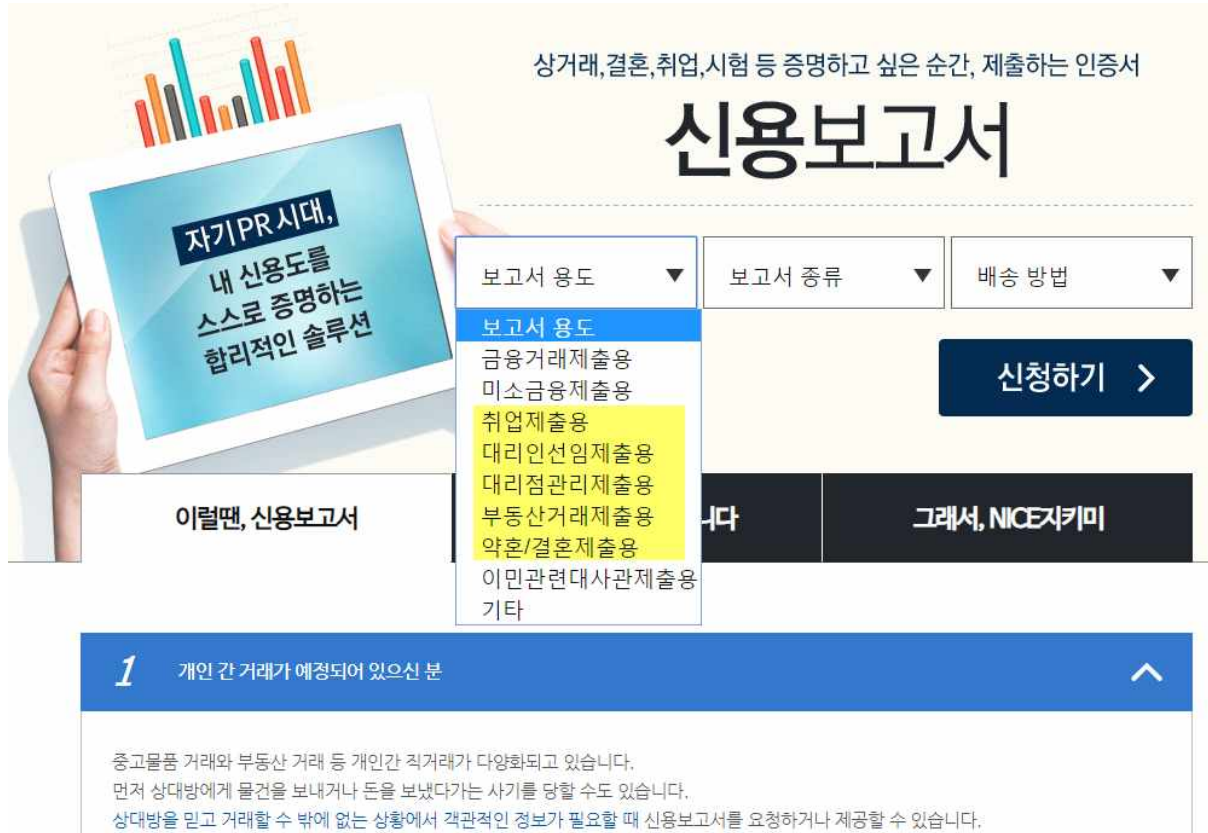 상거래,결혼,취업,시험 등 증명하고 싶은 순간, 제출하는 인증서
신용보고서
자기 PR 시대,
내 신용도를
스스로 증명하는
합리적인 솔루션
보고서 용도 ▼
보고서 종류 ▼
배송 방법 ▼
보고서 용도
금융거래제출용
미소금융제출용
취업제출용
대리인선임제출용
대리점관리제출용
부동산거래제출용
약혼/결혼제출용
이민관련대사관제출용
기타
신청하기 >
이럴땐, 신용보고서
니다
그래서, NICE지키미
1 개인 간 거래가 예정되어 있으신 분
중고물품 거래와 부동산 거래 등 개인간 직거래가 다양화되고 있습니다.
먼저 상대방에게 물건을 보내거나 돈을 보냈다가는 사기를 당할 수도 있습니다.
상대방을 믿고 거래할 수 밖에 없는 상황에서 객관적인 정보가 필요할 때 신용보고서를 요청하거나 제공할 수 있습니다.